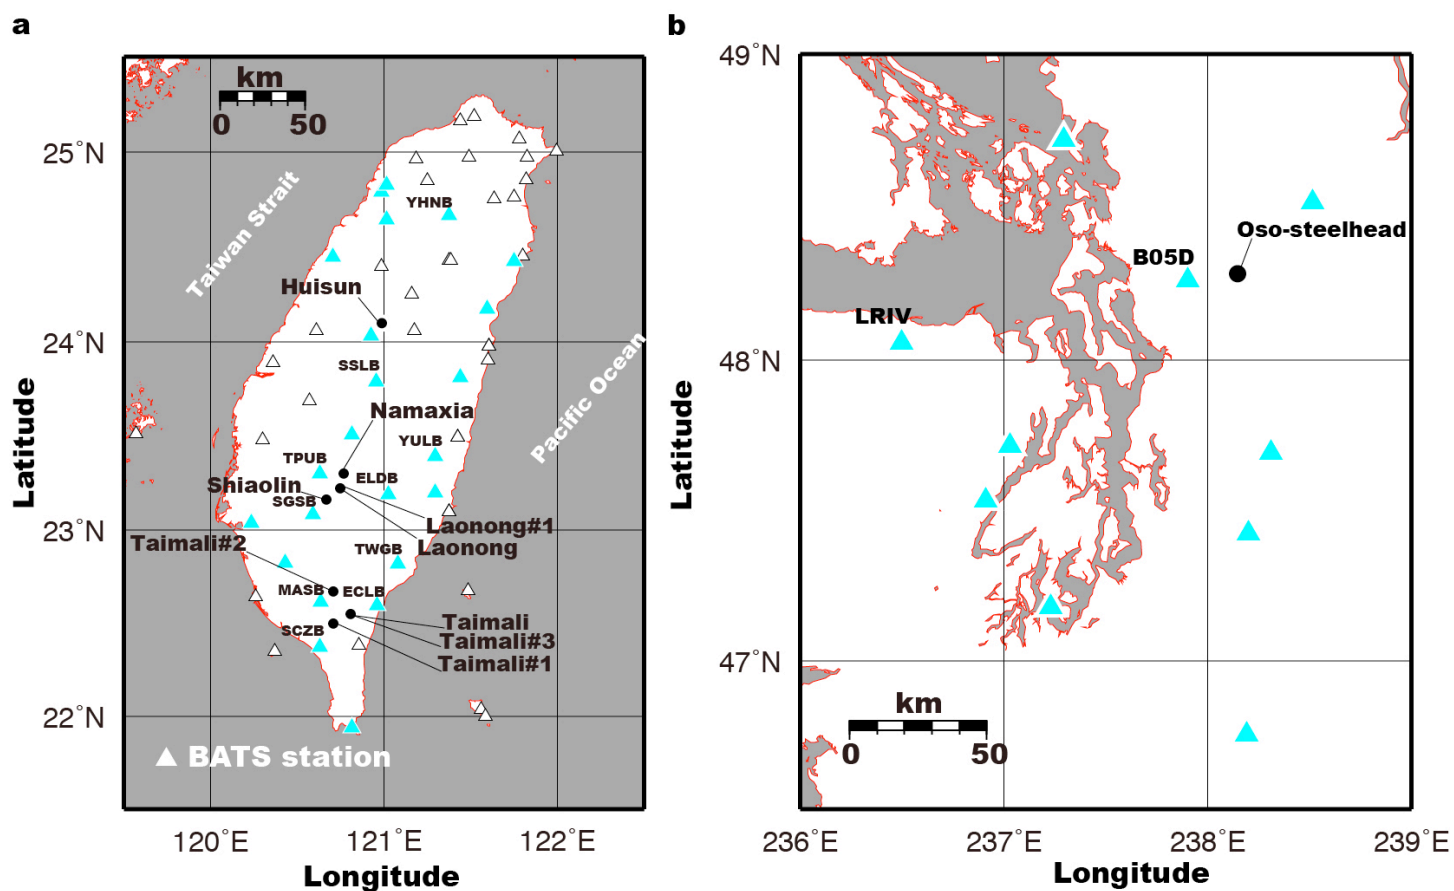 a
km
0 50
25°N
YHNB
Taiwan Strait
Huisun
24°N
SSLB
Pacific Ocean
Namaxia
YULB
TPUB
ELDB
Shiaolin
SGSB
23°N
Laonong#1
Laonong
Taimali#2
TWGB
MASB
ECLB
Taimali
SCZB
Taimali#3
Taimali#1
22°N
BATS station
120°E 121°E 122°E
Longitude
Latitude
b
49°N
Oso-steelhead
B05D
LRIV
48°N
47°N
km
0 50
236°E 237°E 238°E 239°E
Longitude
Latitude